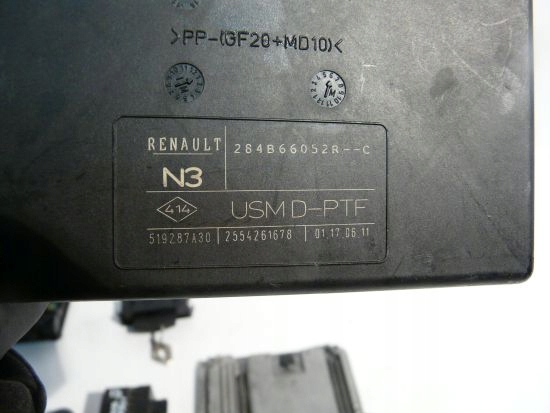 >PP-(GF20+MD10)<
RENAULT 284B66052R--C
N3
414 USM D-PTF
519287A30 2554261678 01.17.06.11